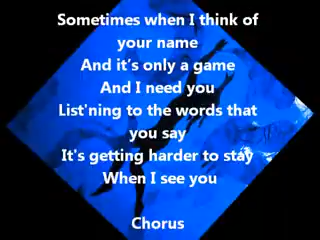 Sometimes when I think of
your name
And it's only a game
And I need you
List'ning to the words that
you say
It's getting harder to stay
When I see you
Chorus